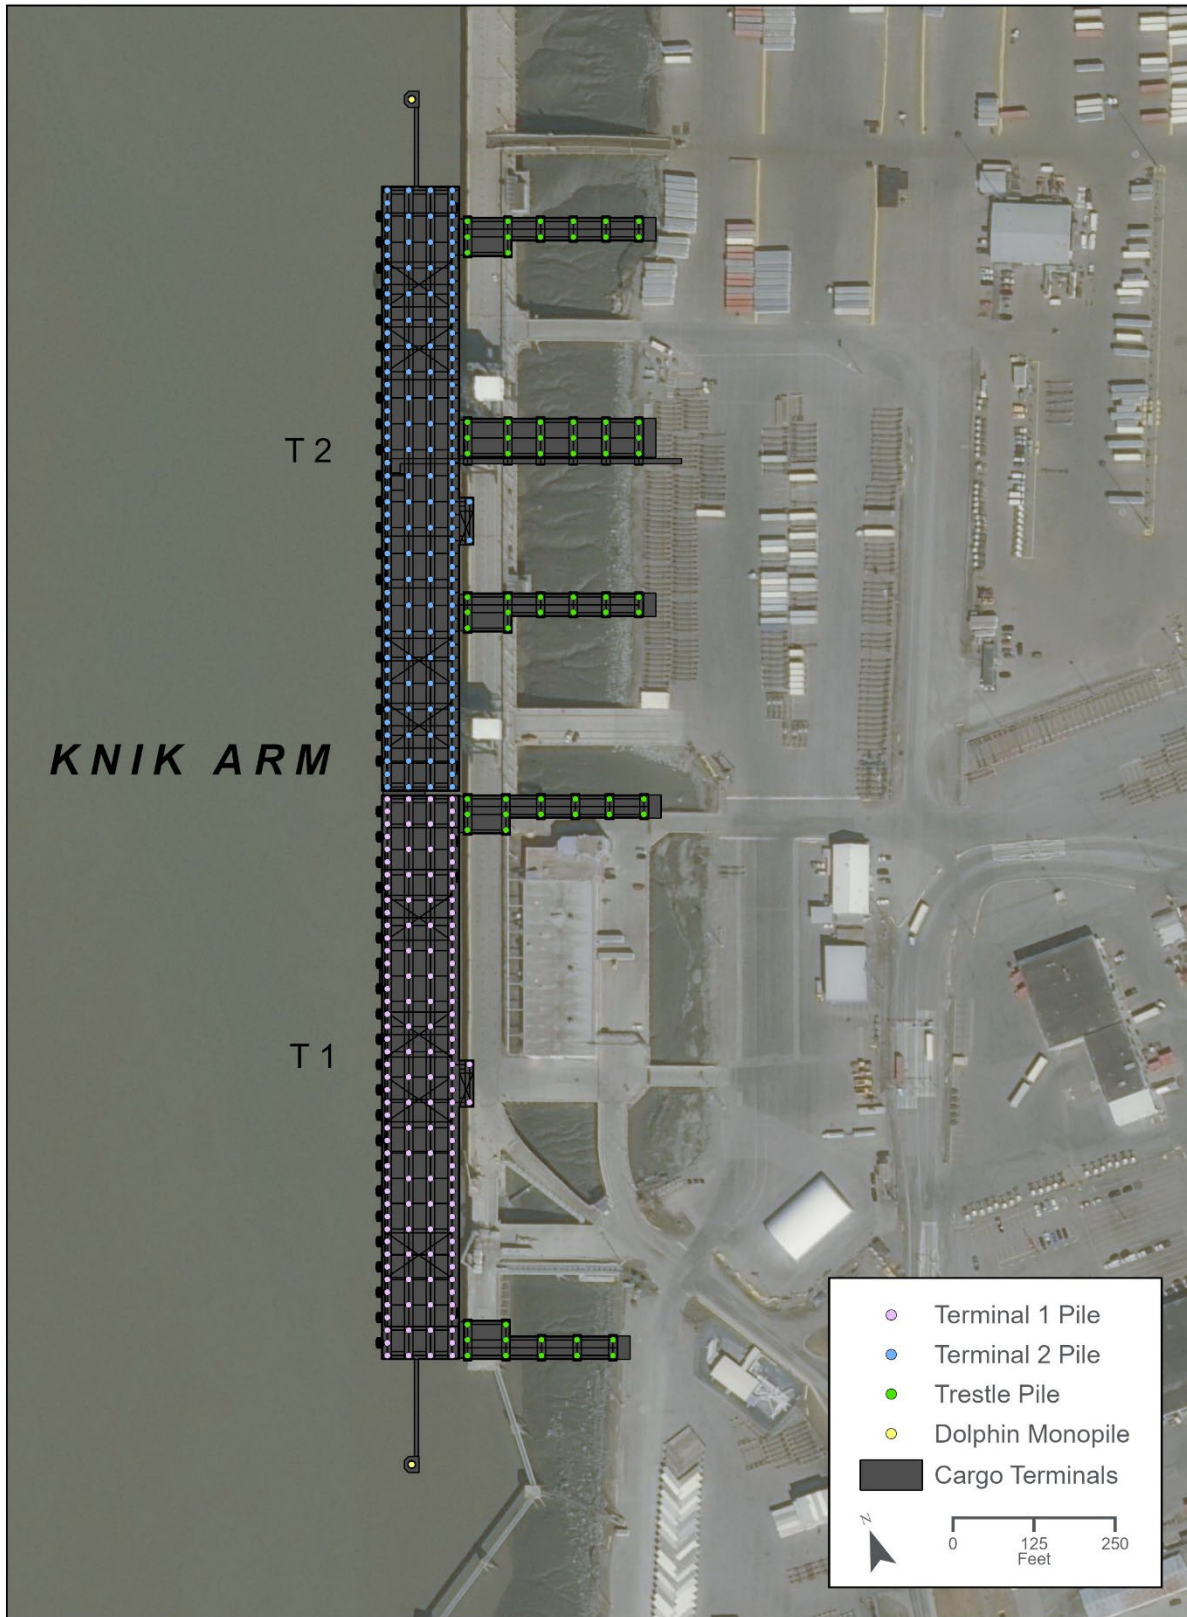 T 2
KNIK ARM
T 1
Terminal 1 Pile
Terminal 2 Pile
Trestle Pile
Dolphin Monopile
Cargo Terminals
N
0 125 250
Feet